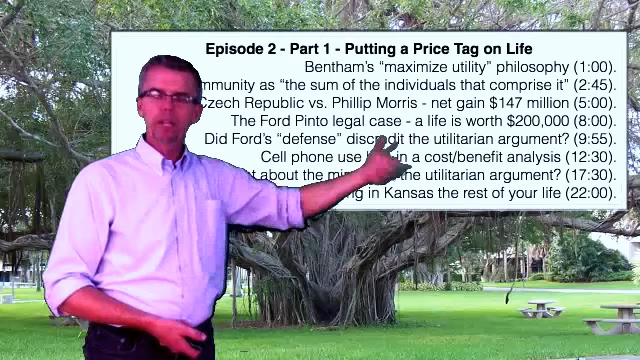 Episode 2 - Part 1 - Putting a Price Tag on Life
Bentham's "maximize utility" philosophy (1:00).
mmunity as "the sum of the individuals that comprise it" (2:45).
Czech Republic vs. Phillip Morris - net gain $147 million (5:00).
The Ford Pinto legal case - a life is worth $200,000 (8:00).
Did Ford's "defense" discredit the utilitarian argument? (9:55).
Cell phone use in a cost/benefit analysis (12:30).
about the the utilitarian argument? (17:30).
in Kansas the rest of your life (22:00).